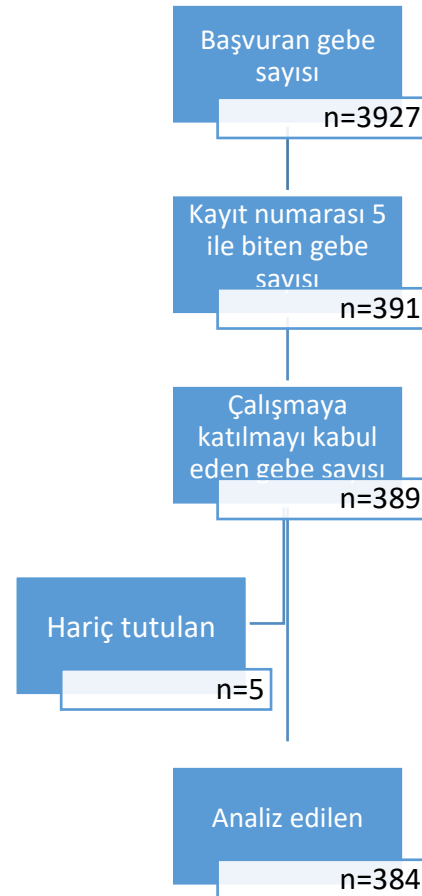 Başvuran gebe
sayısı
n=3927
Kayıt numarası 5
ile biten gebe
sayısı
n=391
Çalışmaya
katılmayı kabul
eden gebe sayısı
n=389
Hariç tutulan
n=5
Analiz edilen
n=384